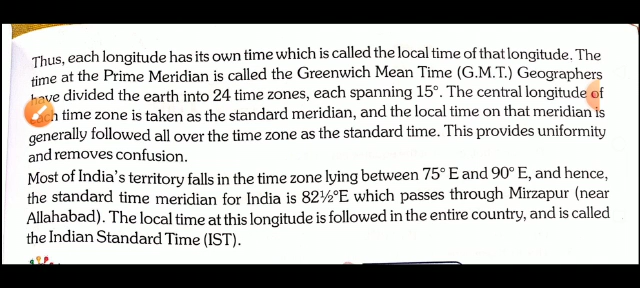 Thus, each longitude has its own time which is called the local time of that longitude. The
time at the Prime Meridian is called the Greenwich Mean Time (G.M.T.) Geographers
have divided the earth into 24 time zones, each spanning 15°. The central longitude of
each time zone is taken as the standard meridian, and the local time on that meridian is
generally followed all over the time zone as the standard time. This provides uniformity
and removes confusion.
Most of India's territory falls in the time zone lying between 75° E and 90° E, and hence,
the standard time meridian for India is 82½°E which passes through Mirzapur (near
Allahabad). The local time at this longitude is followed in the entire country, and is called
the Indian Standard Time (IST).